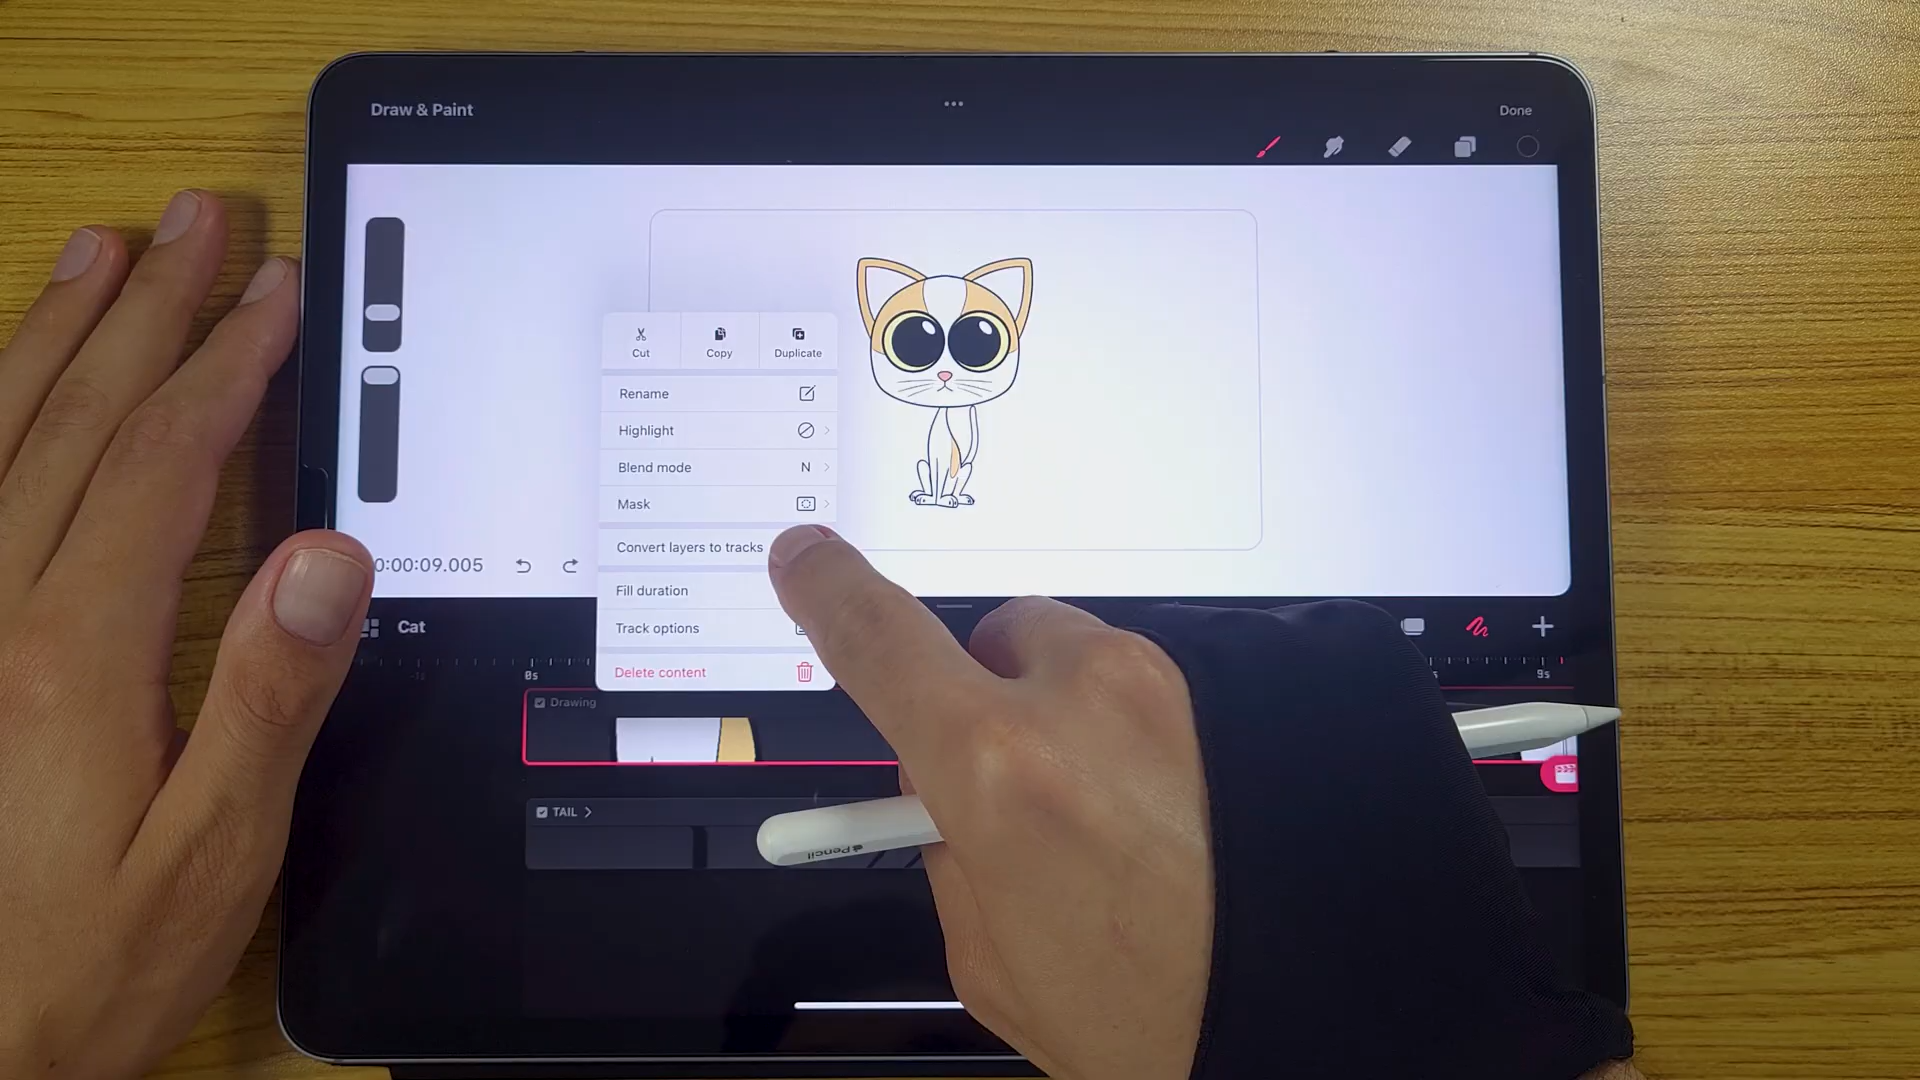 Draw & Paint
Done
Cut
Copy
Duplicate
Rename
Highlight
Blend mode
N
Mask
Convert layers to tracks
0:00:09.005
Fill duration
Cat
Track options
Delete content
-1s
0s
9s
Drawing
TAIL >
Pencil